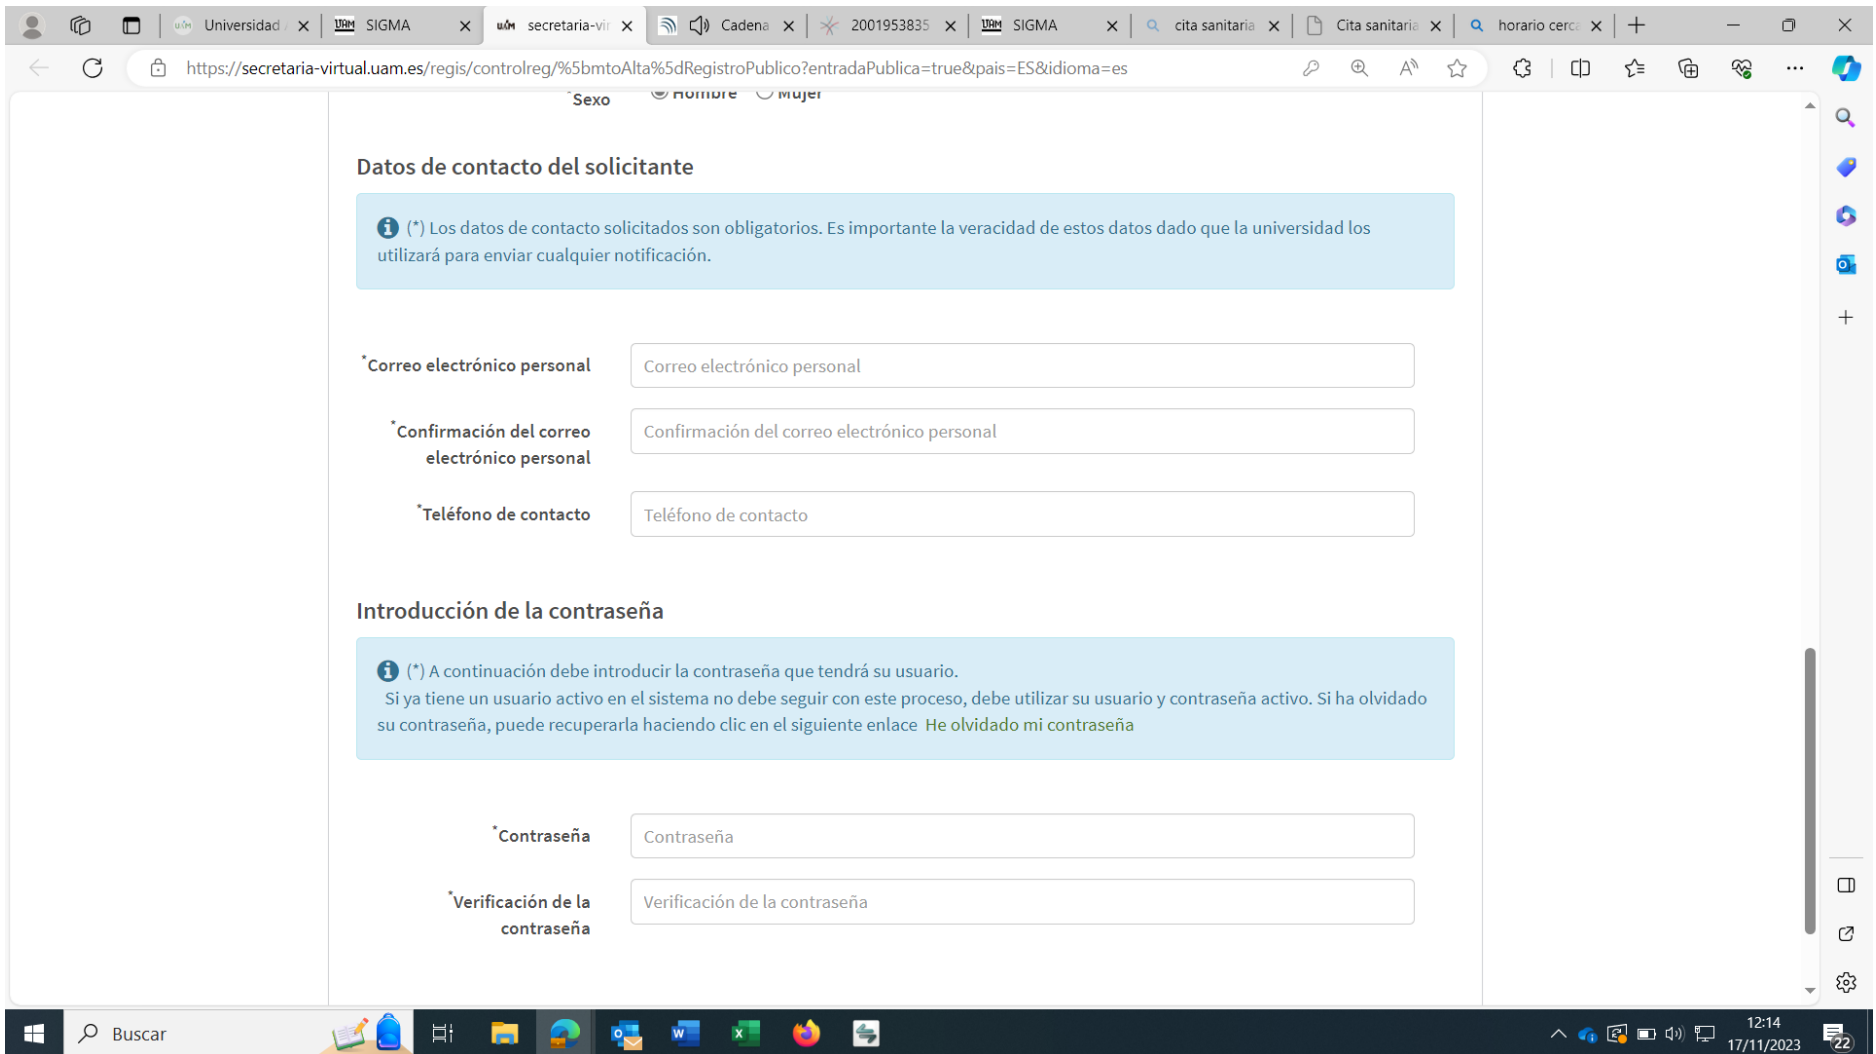 Universidad
SIGMA
secretaria-vir
Cadena
2001953835
SIGMA
cita sanitaria
Cita sanitaria
horario cerca
https://secretaria-virtual.uam.es/regis/controlreg/%5bmtoAlta%5dRegistroPublico?entradaPublica=true&pais=ES&idioma=es
*Sexo Hombre Mujer
Datos de contacto del solicitante
(*) Los datos de contacto solicitados son obligatorios. Es importante la veracidad de estos datos dado que la universidad los
utilizará para enviar cualquier notificación.
*Correo electrónico personal Correo electrónico personal
*Confirmación del correo Confirmación del correo electrónico personal
electrónico personal
*Teléfono de contacto Teléfono de contacto
Introducción de la contraseña
(*) A continuación debe introducir la contraseña que tendrá su usuario.
Si ya tiene un usuario activo en el sistema no debe seguir con este proceso, debe utilizar su usuario y contraseña activo. Si ha olvidado
su contraseña, puede recuperarla haciendo clic en el siguiente enlace He olvidado mi contraseña
*Contraseña Contraseña
*Verificación de la Verificación de la contraseña
contraseña
Buscar
12:14
17/11/2023
22